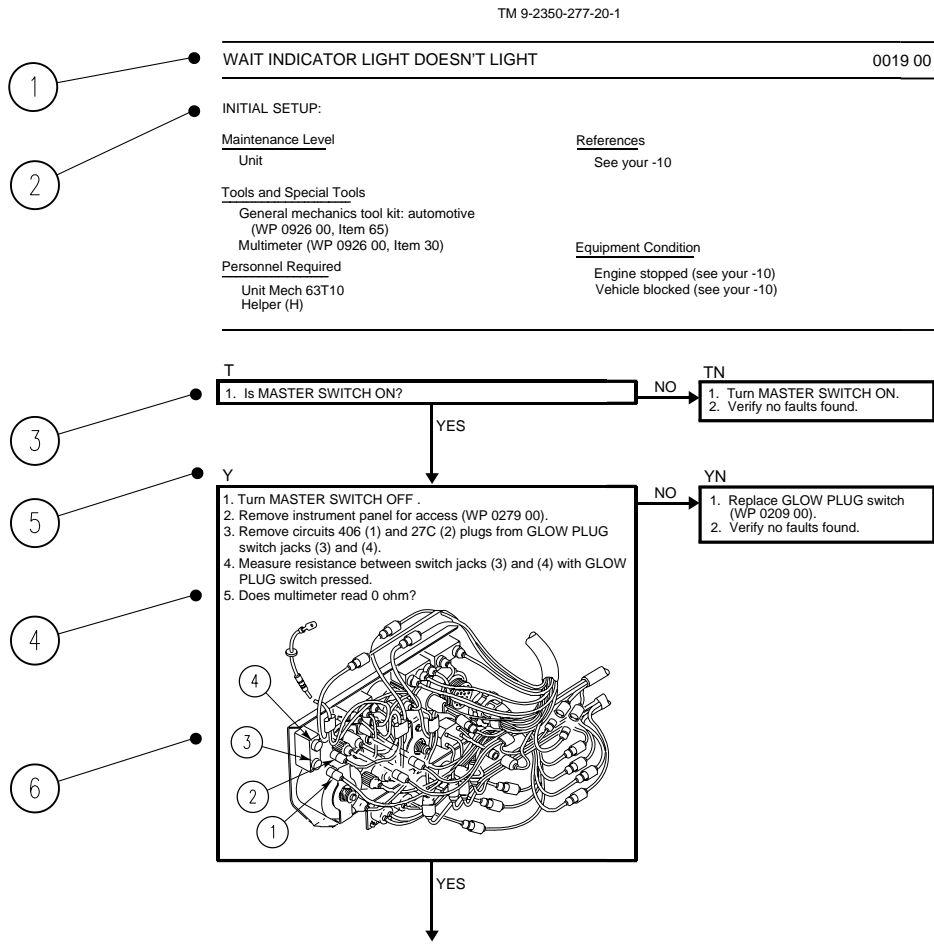 TM 9-2350-277-20-1
1
WAIT INDICATOR LIGHT DOESN'T LIGHT 0019 00
2
INITIAL SETUP:
Maintenance Level
Unit
References
See your -10
Tools and Special Tools
General mechanics tool kit: automotive
(WP 0926 00, Item 65)
Multimeter (WP 0926 00, Item 30)
Equipment Condition
Engine stopped (see your -10)
Vehicle blocked (see your -10)
Personnel Required
Unit Mech 63T10
Helper (H)
3
T
1. Is MASTER SWITCH ON?
NO
TN
1. Turn MASTER SWITCH ON.
2. Verify no faults found.
YES
5
Y
1. Turn MASTER SWITCH OFF .
2. Remove instrument panel for access (WP 0279 00).
3. Remove circuits 406 (1) and 27C (2) plugs from GLOW PLUG
switch jacks (3) and (4).
4. Measure resistance between switch jacks (3) and (4) with GLOW
PLUG switch pressed.
5. Does multimeter read 0 ohm?
NO
YN
1. Replace GLOW PLUG switch
(WP 0209 00).
2. Verify no faults found.
4
6
4
3
2
1
YES